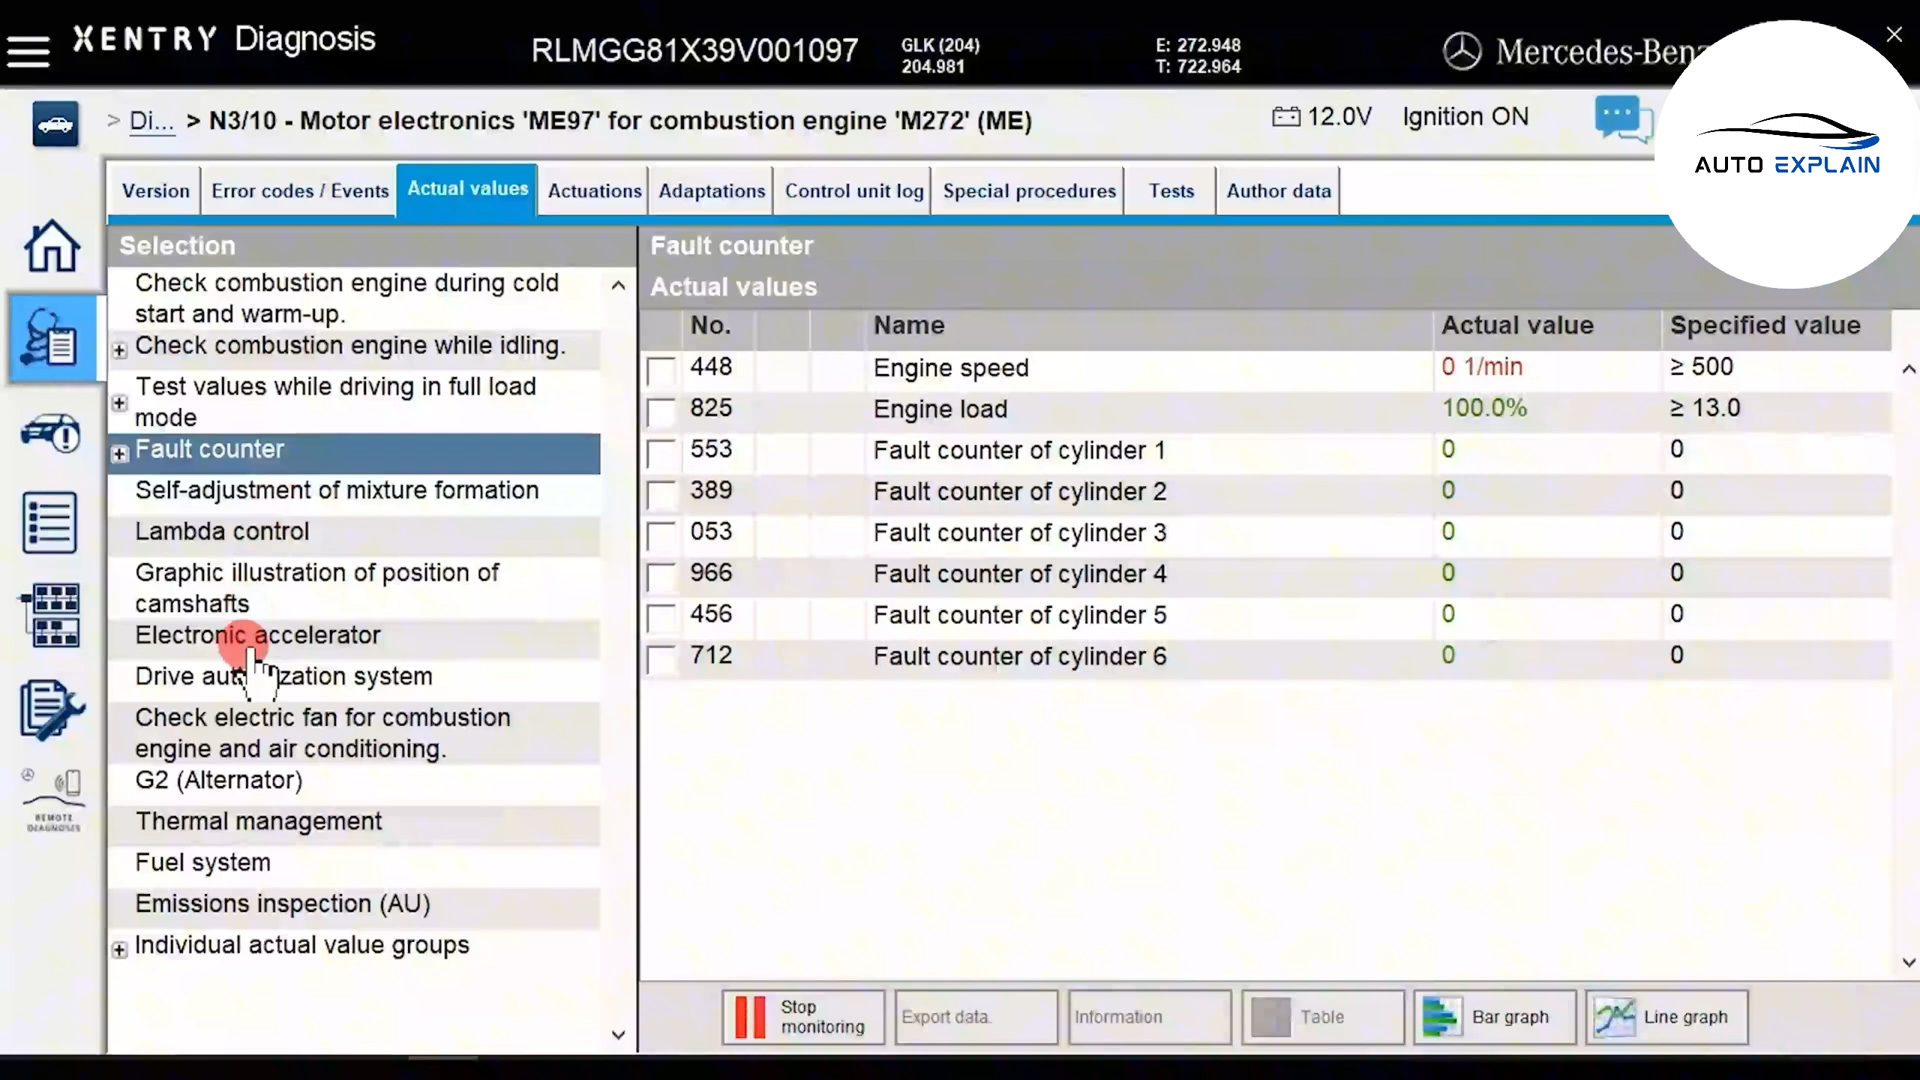 XENTRY Diagnosis
RLMGG81X39V001097
GLK (204)
204.981
E: 272.948
T: 722.964
Mercedes-Benz
AUTO EXPLAIN
> Di... > N3/10 - Motor electronics 'ME97' for combustion engine 'M272' (ME)
12.0V
Ignition ON
Version
Error codes / Events
Actual values
Actuations
Adaptations
Control unit log
Special procedures
Tests
Author data
Selection
Check combustion engine during cold
start and warm-up.
Check combustion engine while idling.
Test values while driving in full load
mode
Fault counter
Self-adjustment of mixture formation
Lambda control
Graphic illustration of position of
camshafts
Electronic accelerator
Drive authorization system
Check electric fan for combustion
engine and air conditioning.
G2 (Alternator)
Thermal management
Fuel system
Emissions inspection (AU)
Individual actual value groups
REMOTE
DIAGNOSES
Fault counter
Actual values
No. Name Actual value Specified value
448 Engine speed 0 1/min ≥ 500
825 Engine load 100.0% ≥ 13.0
553 Fault counter of cylinder 1 0 0
389 Fault counter of cylinder 2 0 0
053 Fault counter of cylinder 3 0 0
966 Fault counter of cylinder 4 0 0
456 Fault counter of cylinder 5 0 0
712 Fault counter of cylinder 6 0 0
Stop
monitoring
Export data.
Information
Table
Bar graph
Line graph